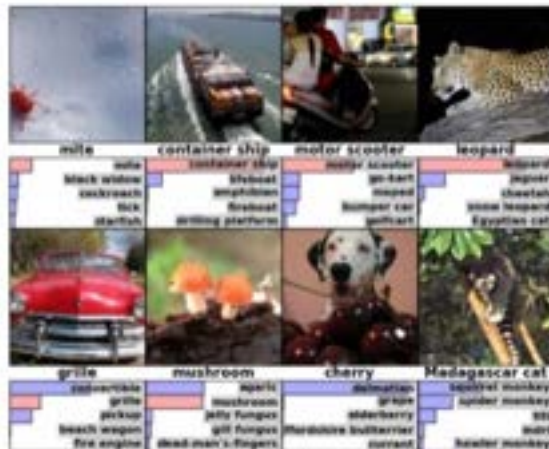 mite
container ship
motor scooter
leopard
mite
black widow
cockroach
tick
starfish
container ship
lifeboat
amphibian
fireboat
drilling platform
motor scooter
go-kart
moped
bumper car
golfcart
leopard
jaguar
cheetah
snow leopard
Egyptian cat
grille
mushroom
cherry
Madagascar cat
convertible
grille
pickup
beach wagon
fire engine
agaric
mushroom
jelly fungus
gill fungus
dead-man's-fingers
dalmatian
grape
elderberry
ffordshire bullterrier
currant
squirrel monkey
spider monkey
howler monkey